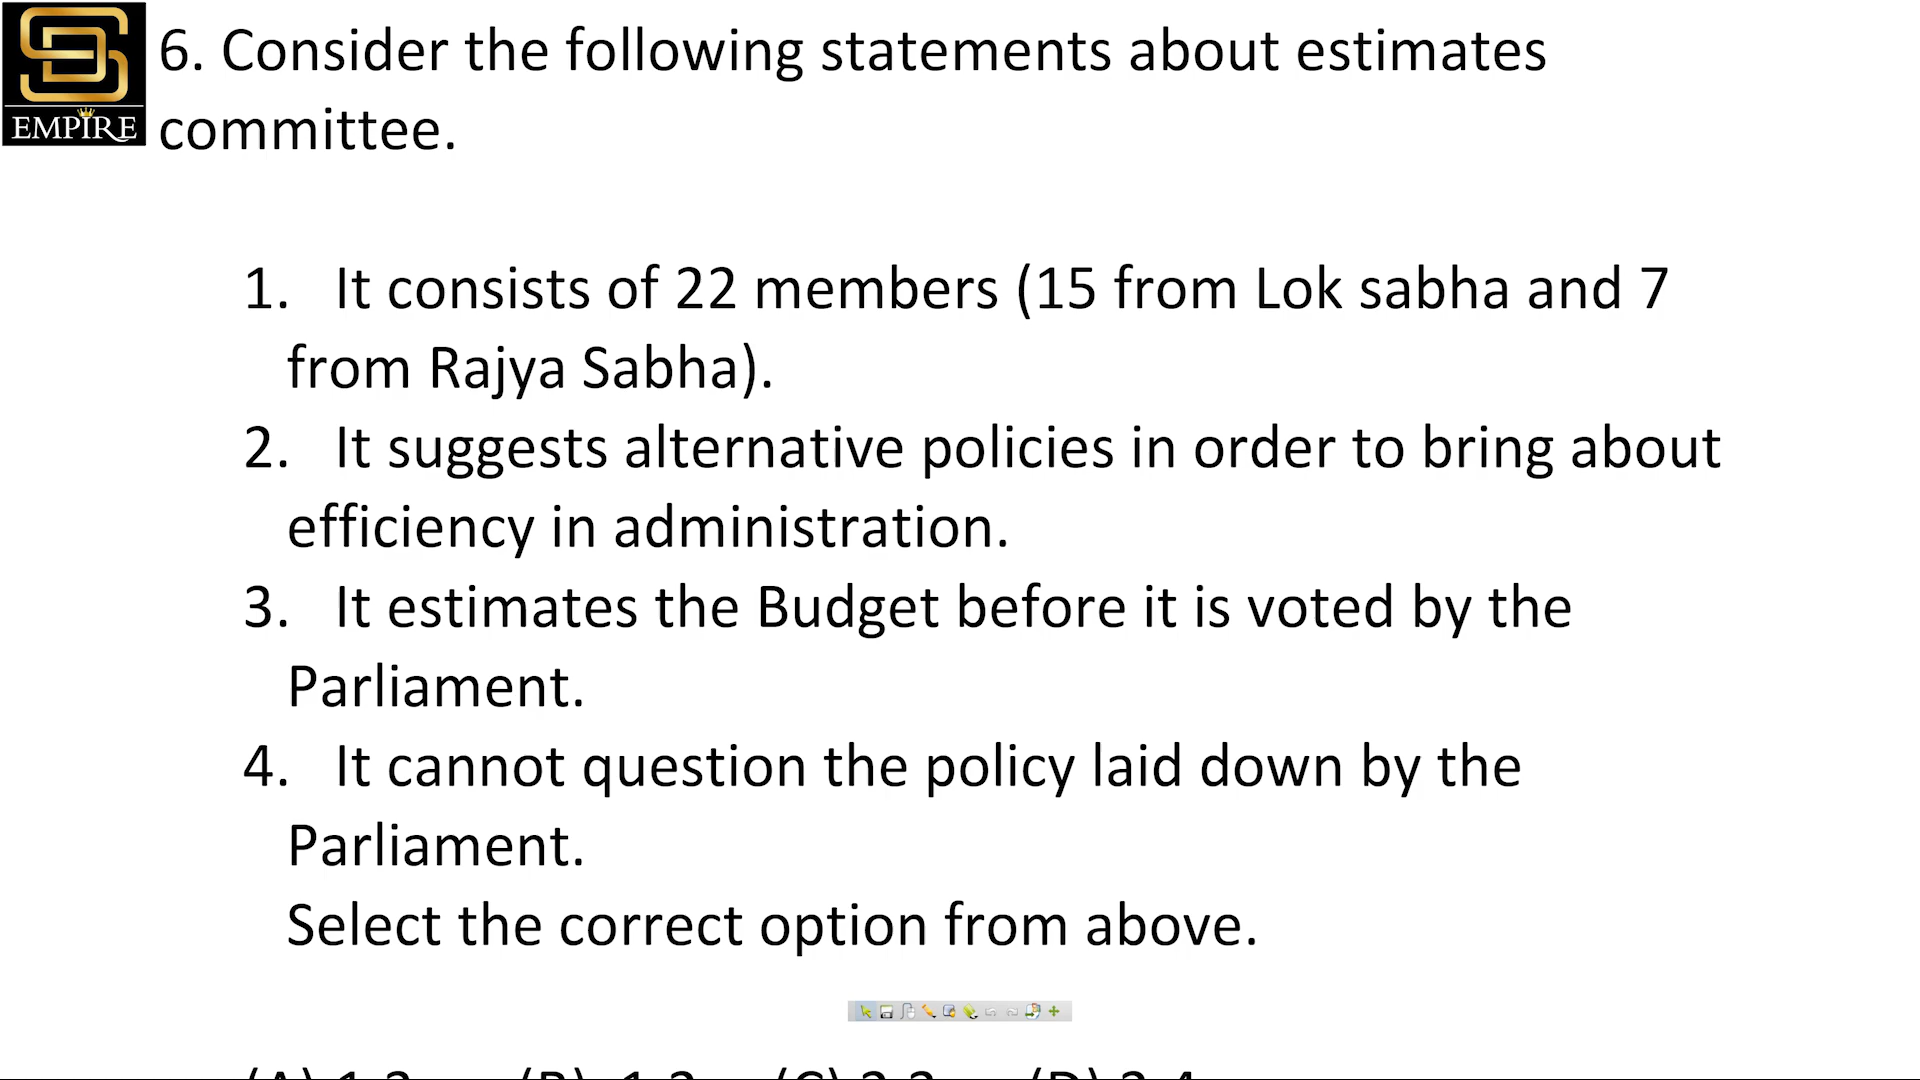 6. Consider the following statements about estimates
committee.
EMPIRE
1. It consists of 22 members (15 from Lok sabha and 7
from Rajya Sabha).
2. It suggests alternative policies in order to bring about
efficiency in administration.
3. It estimates the Budget before it is voted by the
Parliament.
4. It cannot question the policy laid down by the
Parliament.
Select the correct option from above.